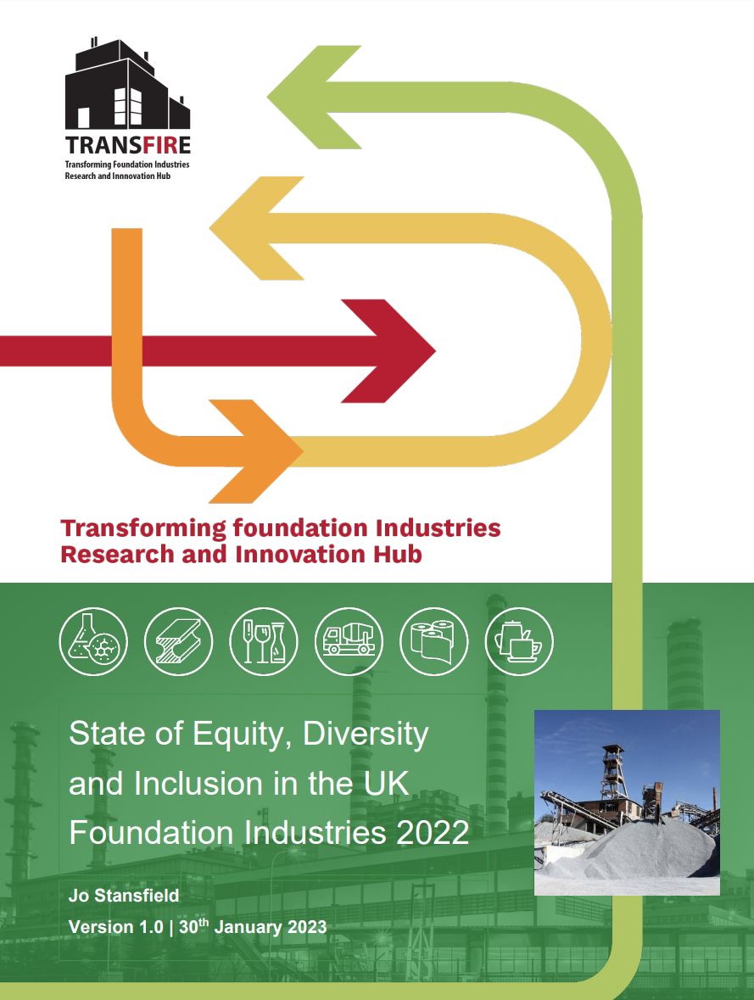 TRANSFIRE
Transforming Foundation Industries
Research and Innnovation Hub
Transforming foundation Industries
Research and Innovation Hub
State of Equity, Diversity
and Inclusion in the UK
Foundation Industries 2022
Jo Stansfield
Version 1.0 | 30th January 2023